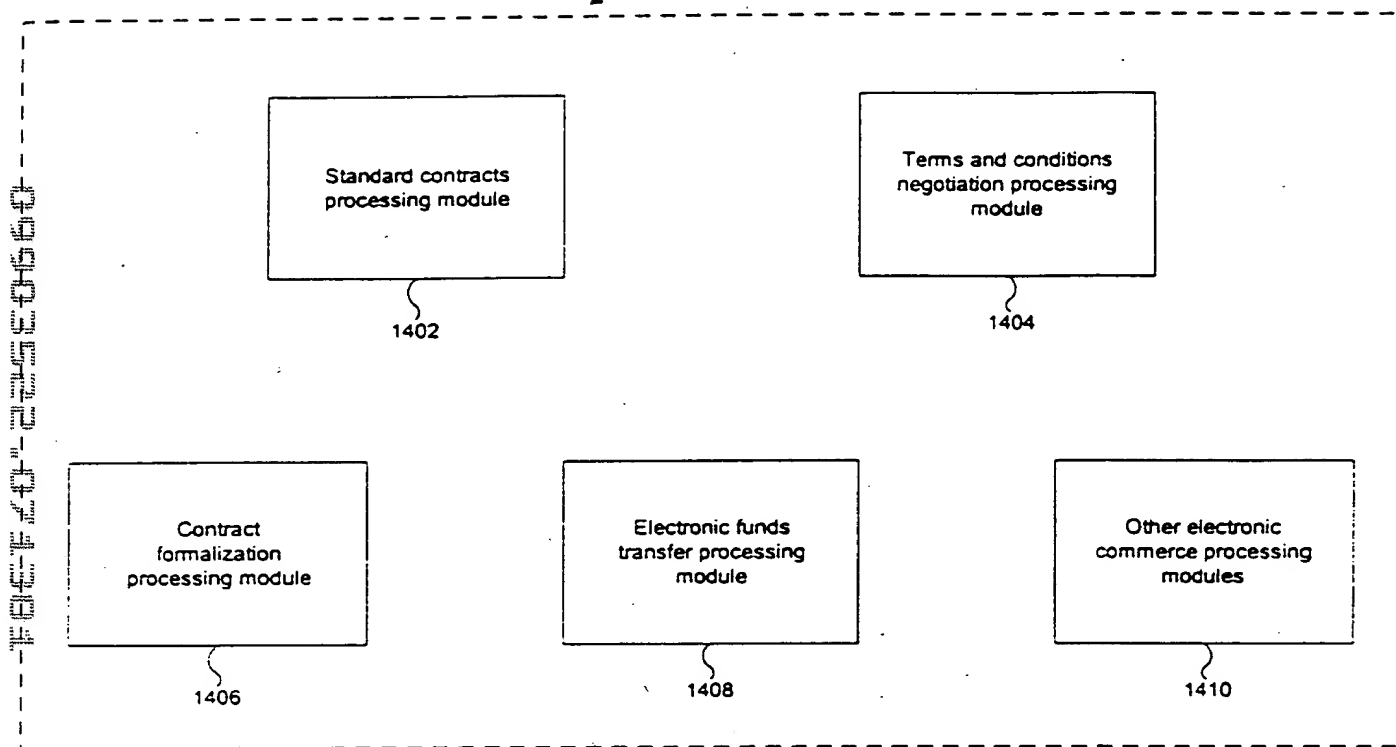 Standard contracts
processing module
1402
Terms and conditions
negotiation processing
module
1404
Contract
formalization
processing module
1406
Electronic funds
transfer processing
module
1408
Other electronic
commerce processing
modules
1410